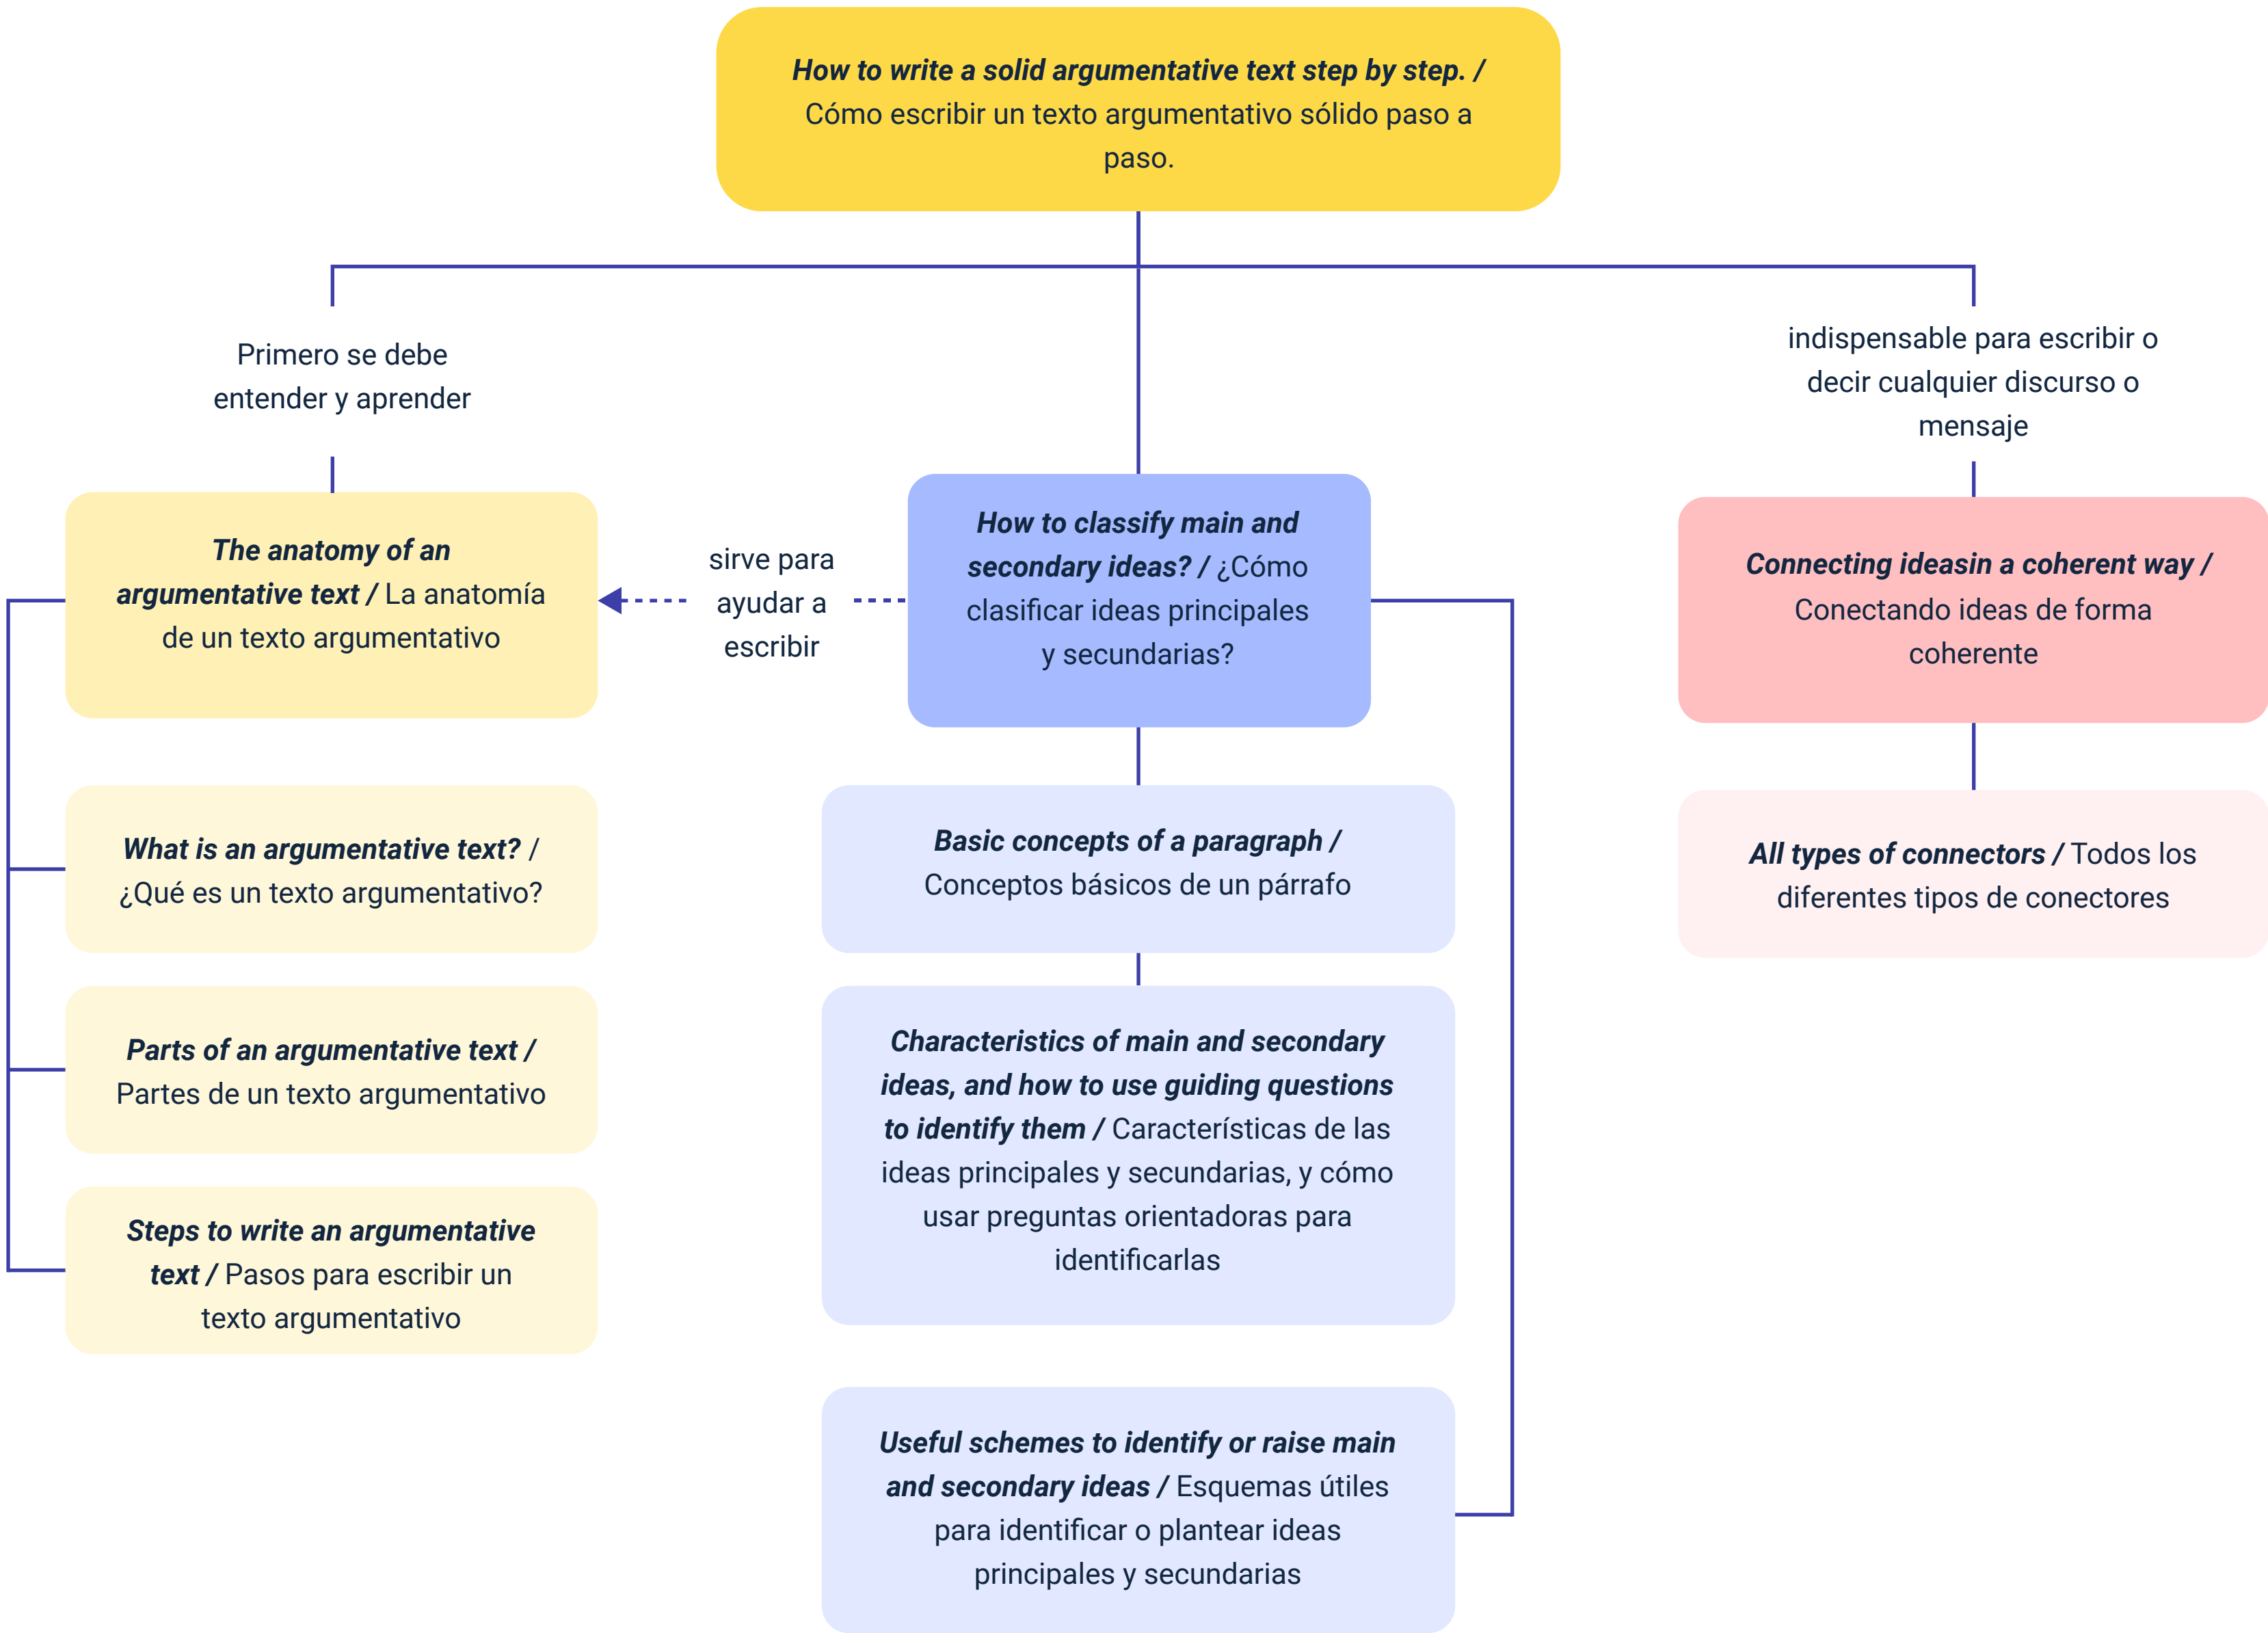 How to write a solid argumentative text step by step. /
Cómo escribir un texto argumentativo sólido paso a
paso.
Primero se debe
entender y aprender
indispensable para escribir o
decir cualquier discurso o
mensaje
The anatomy of an
argumentative text / La anatomía
de un texto argumentativo
sirve para
ayudar a
escribir
How to classify main and
secondary ideas? / ¿Cómo
clasificar ideas principales
y secundarias?
Connecting ideasin a coherent way /
Conectando ideas de forma
coherente
What is an argumentative text? /
¿Qué es un texto argumentativo?
Parts of an argumentative text /
Partes de un texto argumentativo
Steps to write an argumentative
text / Pasos para escribir un
texto argumentativo
Basic concepts of a paragraph /
Conceptos básicos de un párrafo
Characteristics of main and secondary
ideas, and how to use guiding questions
to identify them / Características de las
ideas principales y secundarias, y cómo
usar preguntas orientadoras para
identificarlas
Useful schemes to identify or raise main
and secondary ideas / Esquemas útiles
para identificar o plantear ideas
principales y secundarias
All types of connectors / Todos los
diferentes tipos de conectores